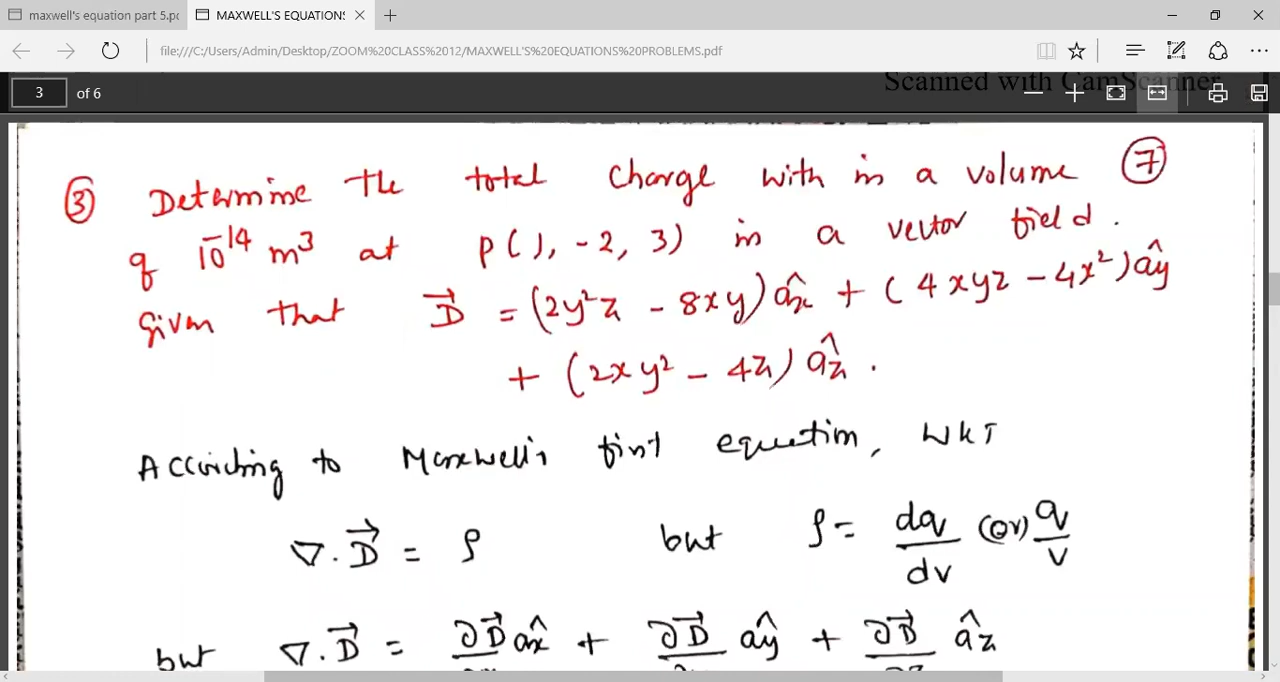 maxwell's equation part 5.pc
MAXWELL'S EQUATIONS
file:///C:/Users/Admin/Desktop/ZOOM%20CLASS%2012/MAXWELL'S%20EQUATIONS%20PROBLEMS.pdf
Scanned with CamScanner
3 of 6
③ Determine the total charge with in a volume ⑦
of 10^-14 m^3 at P(1, -2, 3) in a vector field.
Given that D⃗ = (2y²z - 8xy) âx + (4xyz - 4x²) ây
+ (2xy² - 4z) âz.
According to Maxwell's first equation, WKT
∇.D⃗ = ρ but ρ = dq/dv (or) q/v
but ∇.D⃗ = ∂D⃗ âx + ∂D⃗ ây + ∂D⃗ âz